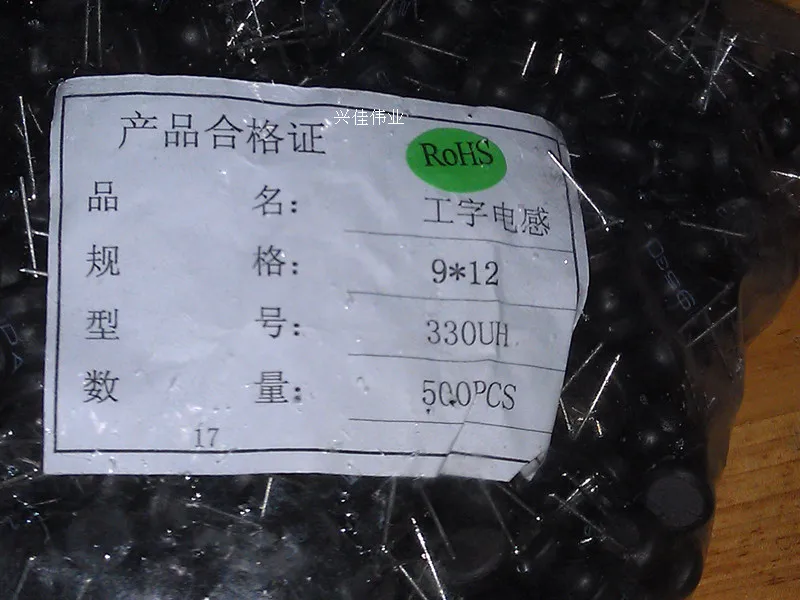 兴佳伟业
产品合格证
RoHS
品名：工字电感
规格：9*12
型号：330UH
数量：500PCS
17